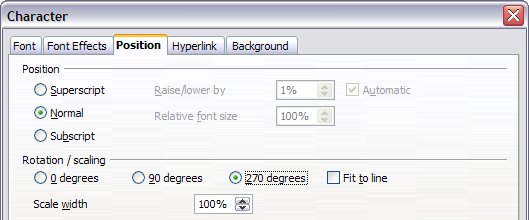 Character
Font Font Effects Position Hyperlink Background
Position
Superscript Raise/lower by 1% Automatic
Normal Relative font size 100%
Subscript
Rotation / scaling
0 degrees 90 degrees 270 degrees Fit to line
Scale width 100%